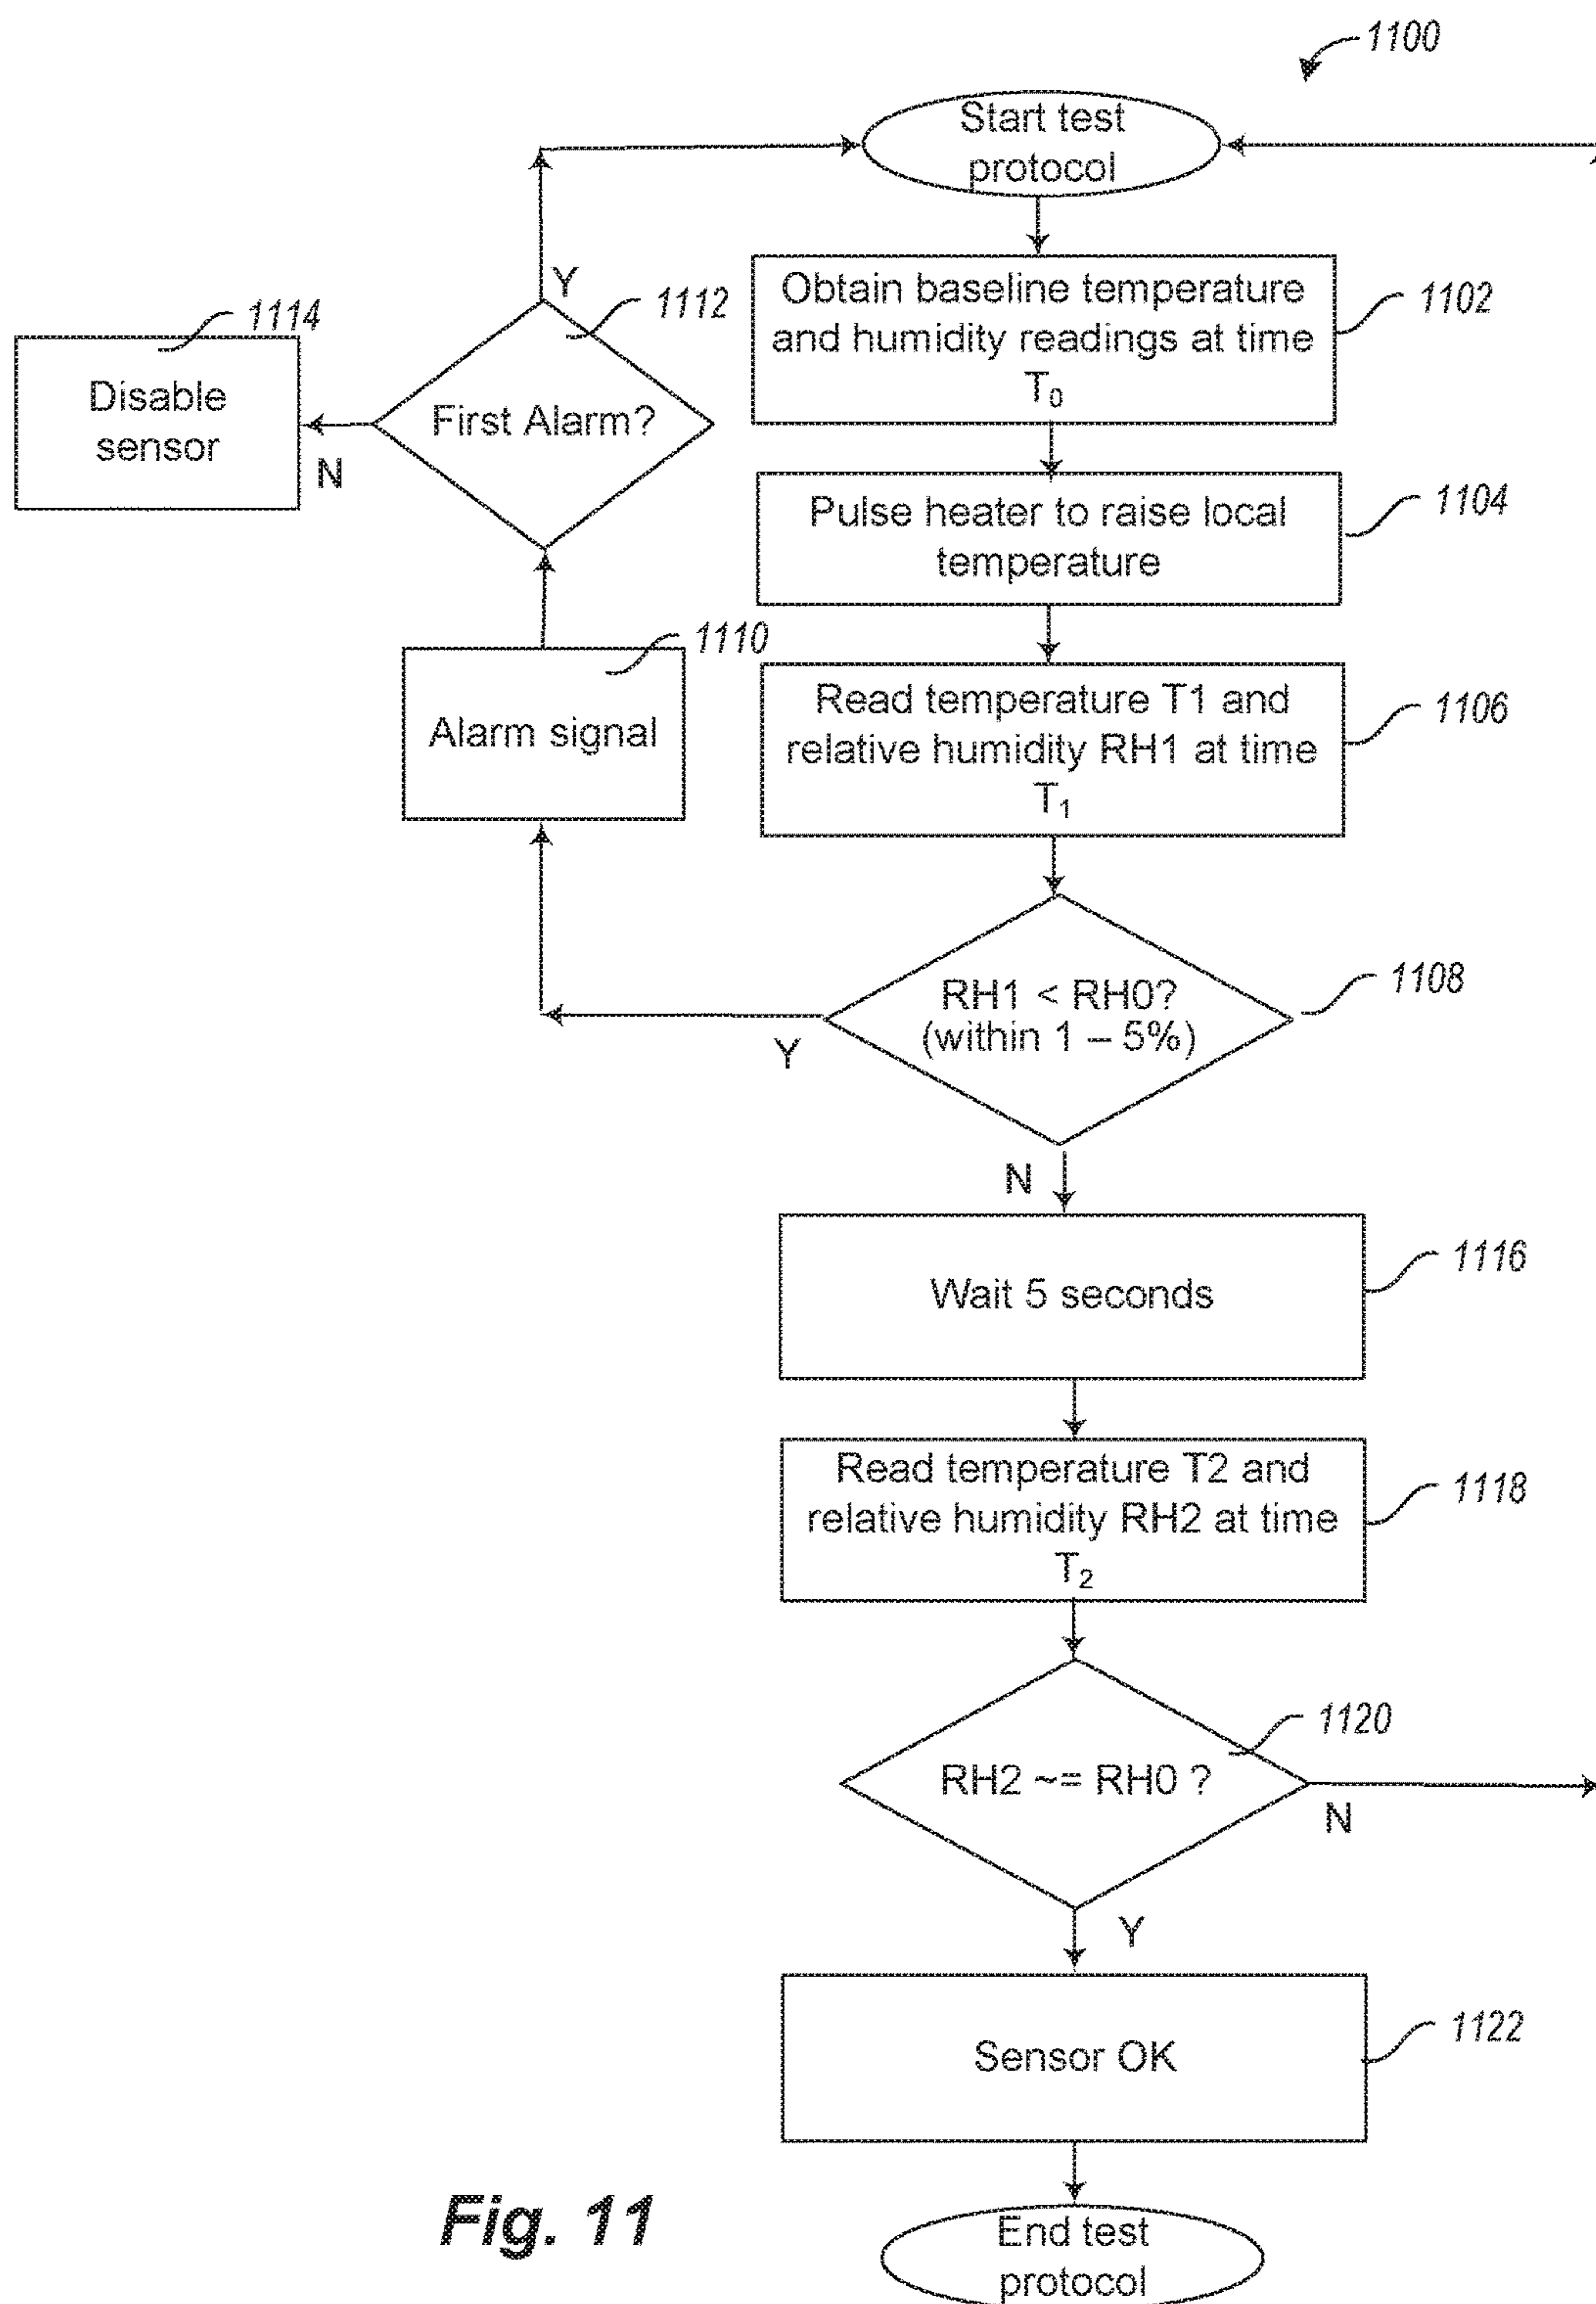 1100
Start test
protocol
Obtain baseline temperature
and humidity readings at time
T₀
1102
Y
1112
1114
First Alarm?
Disable
sensor
N
Pulse heater to raise local
temperature
1104
1110
Alarm signal
Read temperature T1 and
relative humidity RH1 at time
T₁
1106
RH1 < RH0?
(within 1 – 5%)
1108
Y
N
Wait 5 seconds
1116
Read temperature T2 and
relative humidity RH2 at time
T₂
1118
1120
RH2 ~= RH0 ?
N
Y
Sensor OK
1122
Fig. 11
End test
protocol